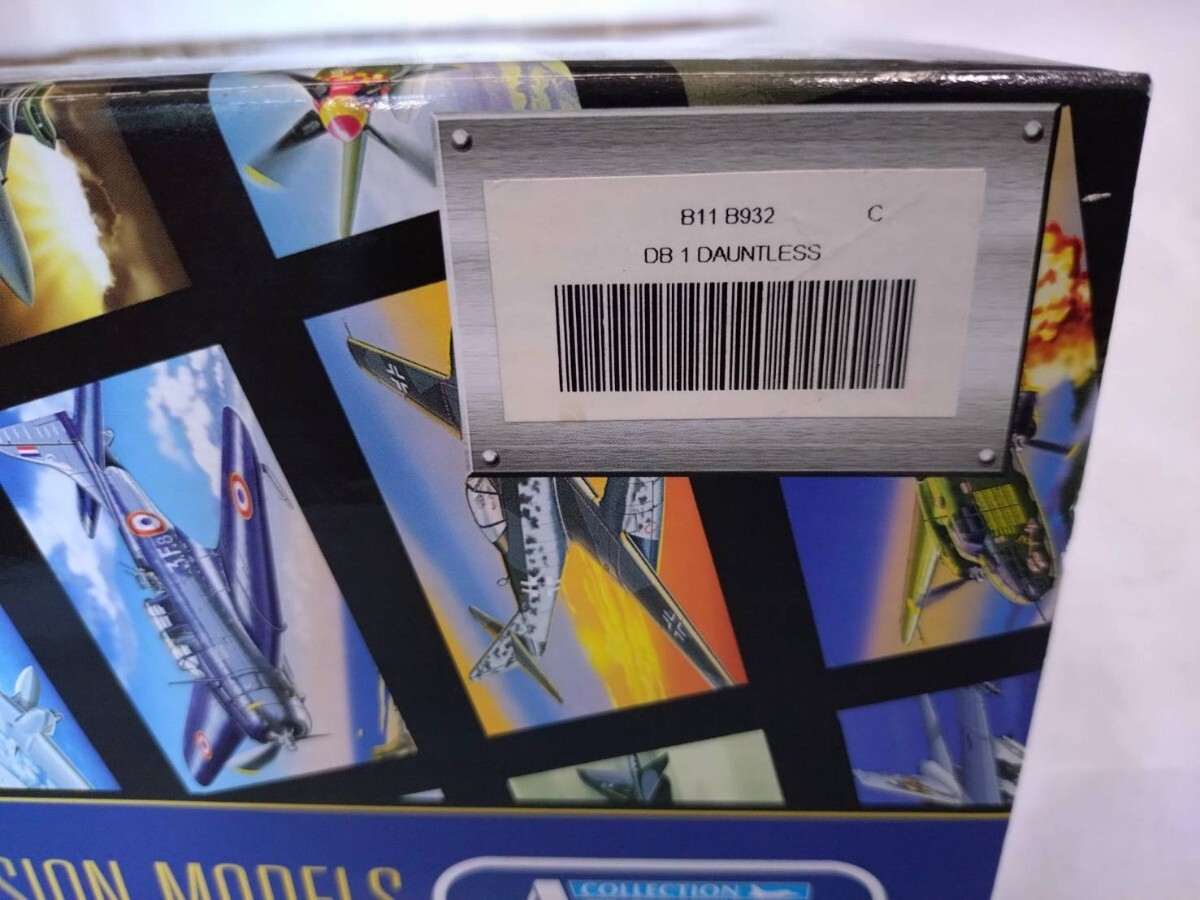 B11 B932 C
DB 1 DAUNTLESS
3.F8
SION MODELS
COLLECTION